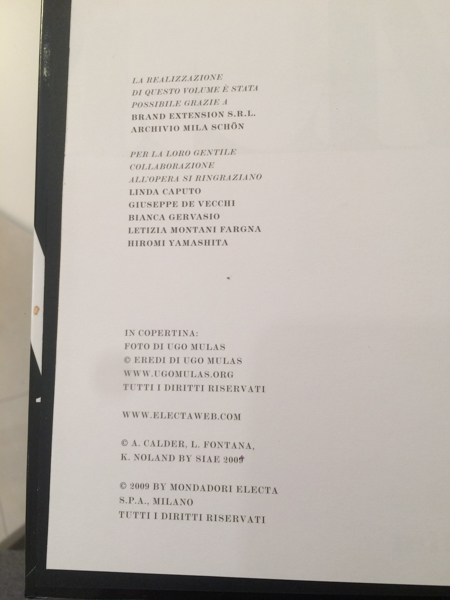 LA REALIZZAZIONE
DI QUESTO VOLUME È STATA
POSSIBILE GRAZIE A
BRAND EXTENSION S.R.L.
ARCHIVIO MILA SCHÖN
PER LA LORO GENTILE
COLLABORAZIONE
ALL'OPERA SI RINGRAZIANO
LINDA CAPUTO
GIUSEPPE DE VECCHI
BIANCA GERVASIO
LETIZIA MONTANI FARGNA
HIROMI YAMASHITA
IN COPERTINA:
FOTO DI UGO MULAS
© EREDI DI UGO MULAS
WWW.UGOMULAS.ORG
TUTTI I DIRITTI RISERVATI
WWW.ELECTAWEB.COM
© A. CALDER, L. FONTANA,
K. NOLAND BY SIAE 2009
© 2009 BY MONDADORI ELECTA
S.P.A., MILANO
TUTTI I DIRITTI RISERVATI